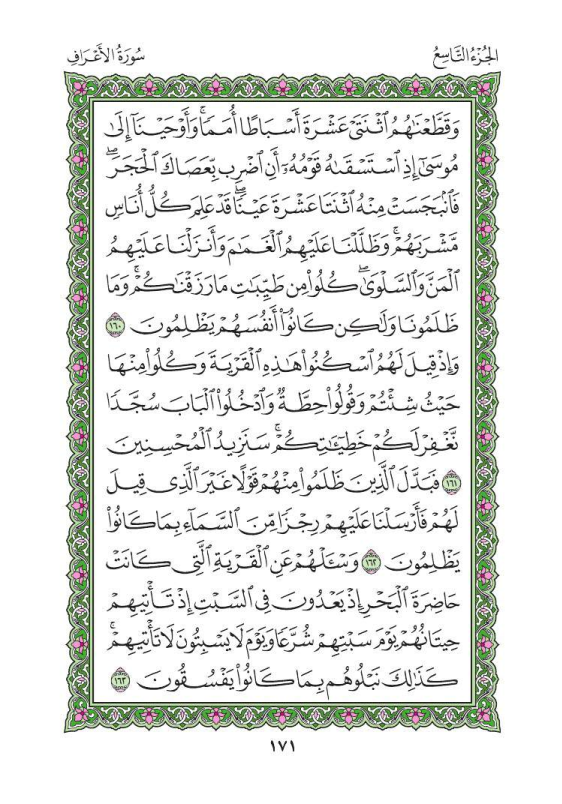 الجُزْءُ التَّاسِعُ
سُورَةُ الأَعْرَافِ
وَقَطَّعْنَٰهُمُ ٱثْنَتَىْ عَشْرَةَ أَسْبَاطًا أُمَمًا ۚ وَأَوْحَيْنَآ إِلَىٰ
مُوسَىٰٓ إِذِ ٱسْتَسْقَىٰهُ قَوْمُهُۥٓ أَنِ ٱضْرِب بِّعَصَاكَ ٱلْحَجَرَ ۖ
فَٱنۢبَجَسَتْ مِنْهُ ٱثْنَتَا عَشْرَةَ عَيْنًا ۖ قَدْ عَلِمَ كُلُّ أُنَاسٍ
مَّشْرَبَهُمْ ۚ وَظَلَّلْنَا عَلَيْهِمُ ٱلْغَمَٰمَ وَأَنزَلْنَا عَلَيْهِمُ
ٱلْمَنَّ وَٱلسَّلْوَىٰ ۖ كُلُوا۟ مِن طَيِّبَٰتِ مَا رَزَقْنَٰكُمْ ۚ وَمَا
ظَلَمُونَا وَلَٰكِن كَانُوٓا۟ أَنفُسَهُمْ يَظْلِمُونَ ١٦٠
وَإِذْ قِيلَ لَهُمُ ٱسْكُنُوا۟ هَٰذِهِ ٱلْقَرْيَةَ وَكُلُوا۟ مِنْهَا
حَيْثُ شِئْتُمْ وَقُولُوا۟ حِطَّةٌ وَٱدْخُلُوا۟ ٱلْبَابَ سُجَّدًا
نَّغْفِرْ لَكُمْ خَطِيٓـَٰٔتِكُمْ ۚ سَنَزِيدُ ٱلْمُحْسِنِينَ
١٦١ فَبَدَّلَ ٱلَّذِينَ ظَلَمُوا۟ مِنْهُمْ قَوْلًا غَيْرَ ٱلَّذِى قِيلَ
لَهُمْ فَأَرْسَلْنَا عَلَيْهِمْ رِجْزًا مِّنَ ٱلسَّمَآءِ بِمَا كَانُوا۟
يَظْلِمُونَ ١٦٢ وَسْـَٔلْهُمْ عَنِ ٱلْقَرْيَةِ ٱلَّتِى كَانَتْ
حَاضِرَةَ ٱلْبَحْرِ إِذْ يَعْدُونَ فِى ٱلسَّبْتِ إِذْ تَأْتِيهِمْ
حِيتَانُهُمْ يَوْمَ سَبْتِهِمْ شُرَّعًا وَيَوْمَ لَا يَسْبِتُونَ لَا تَأْتِيهِمْ ۚ
كَذَٰلِكَ نَبْلُوهُم بِمَا كَانُوا۟ يَفْسُقُونَ ١٦٣
١٧١